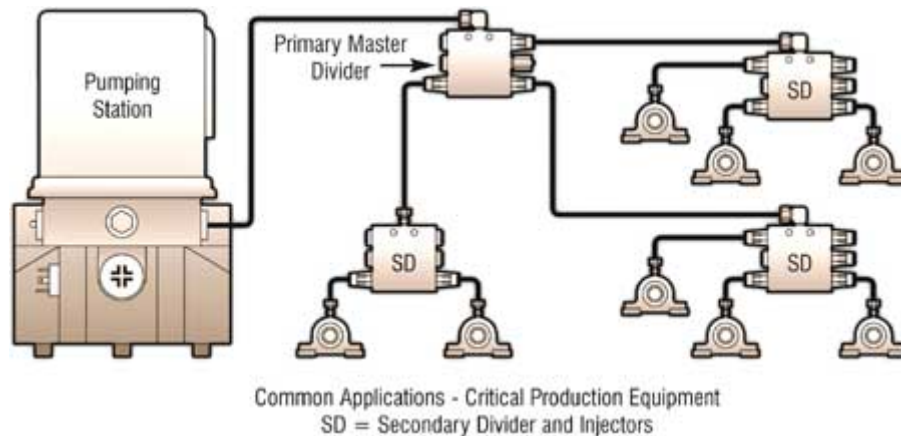 Pumping
Station
Primary Master
Divider
SD
SD
SD
Common Applications - Critical Production Equipment
SD = Secondary Divider and Injectors